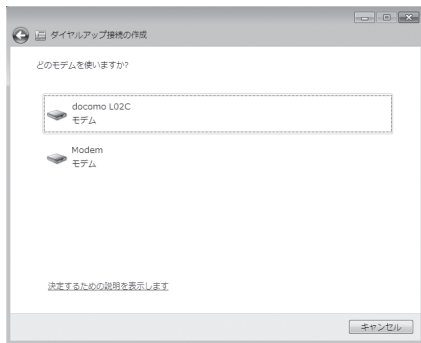 ダイヤルアップ接続の作成
どのモデムを使いますか?
docomo L02C
モデム
Modem
モデム
決定するための説明を表示します
キャンセル